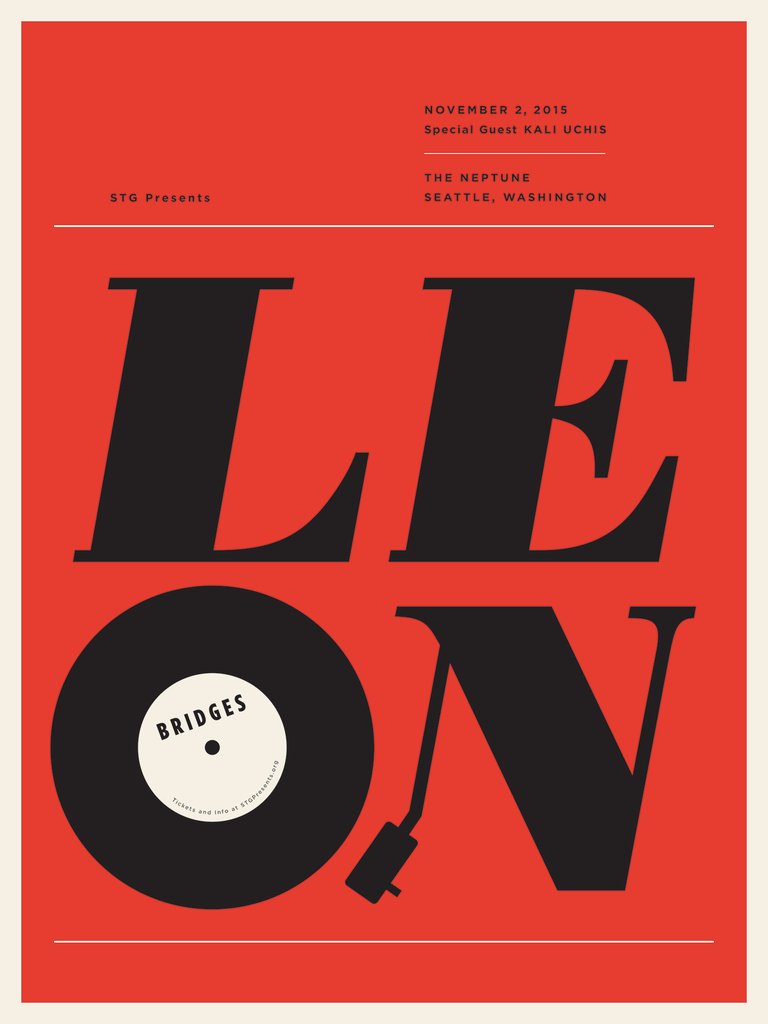 NOVEMBER 2, 2015
Special Guest KALI UCHIS
THE NEPTUNE
STG Presents
SEATTLE, WASHINGTON
LE
ON
BRIDGES
Tickets and info at STGPresents.org